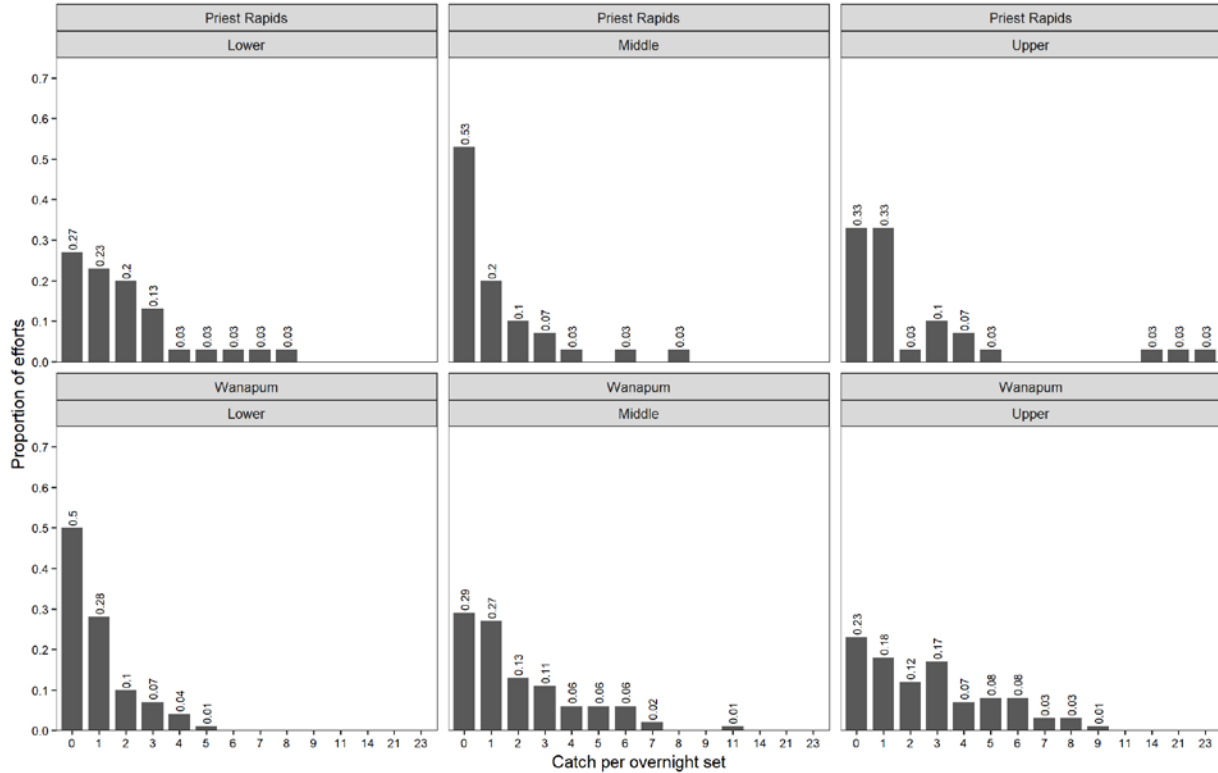 Priest Rapids Priest Rapids Priest Rapids
Lower Middle Upper
0.7
0.6
0.5
0.4
0.3
0.2
0.1
0.0
0.27 0.23 0.2 0.13 0.03 0.03 0.03 0.03 0.03
0.53 0.2 0.1 0.07 0.03 0.03 0.03
0.33 0.33 0.03 0.1 0.07 0.03 0.03 0.03 0.03
Proportion of efforts
Wanapum Wanapum Wanapum
Lower Middle Upper
0.7
0.6
0.5
0.4
0.3
0.2
0.1
0.0
0.5 0.28 0.1 0.07 0.04 0.01
0.29 0.27 0.13 0.11 0.06 0.06 0.06 0.02 0.01
0.23 0.18 0.12 0.17 0.07 0.08 0.08 0.03 0.03 0.01
0 1 2 3 4 5 6 7 8 9 11 14 21 23 0 1 2 3 4 5 6 7 8 9 11 14 21 23 0 1 2 3 4 5 6 7 8 9 11 14 21 23
Catch per overnight set